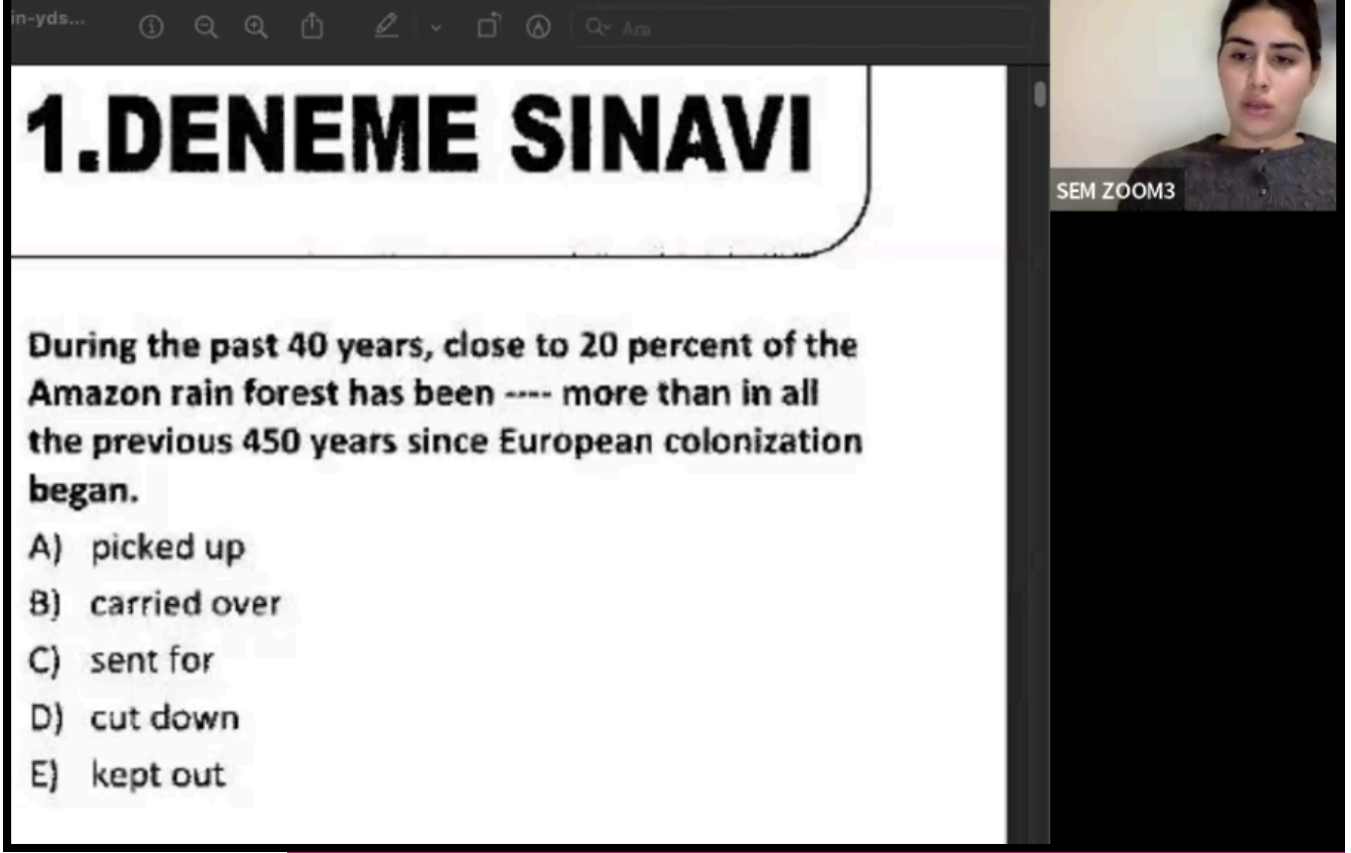 in-yds...
Ara
1.DENEME SINAVI
SEM ZOOM3
During the past 40 years, close to 20 percent of the
Amazon rain forest has been ---- more than in all
the previous 450 years since European colonization
began.
A) picked up
B) carried over
C) sent for
D) cut down
E) kept out